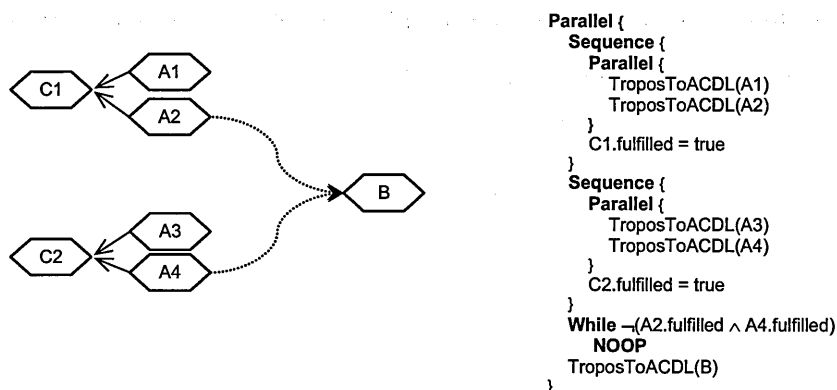 C1
A1
A2
B
C2
A3
A4
Parallel {
Sequence {
Parallel {
TroposToACDL(A1)
TroposToACDL(A2)
}
C1.fulfilled = true
}
Sequence {
Parallel {
TroposToACDL(A3)
TroposToACDL(A4)
}
C2.fulfilled = true
}
While ¬(A2.fulfilled ∧ A4.fulfilled)
NOOP
TroposToACDL(B)
}